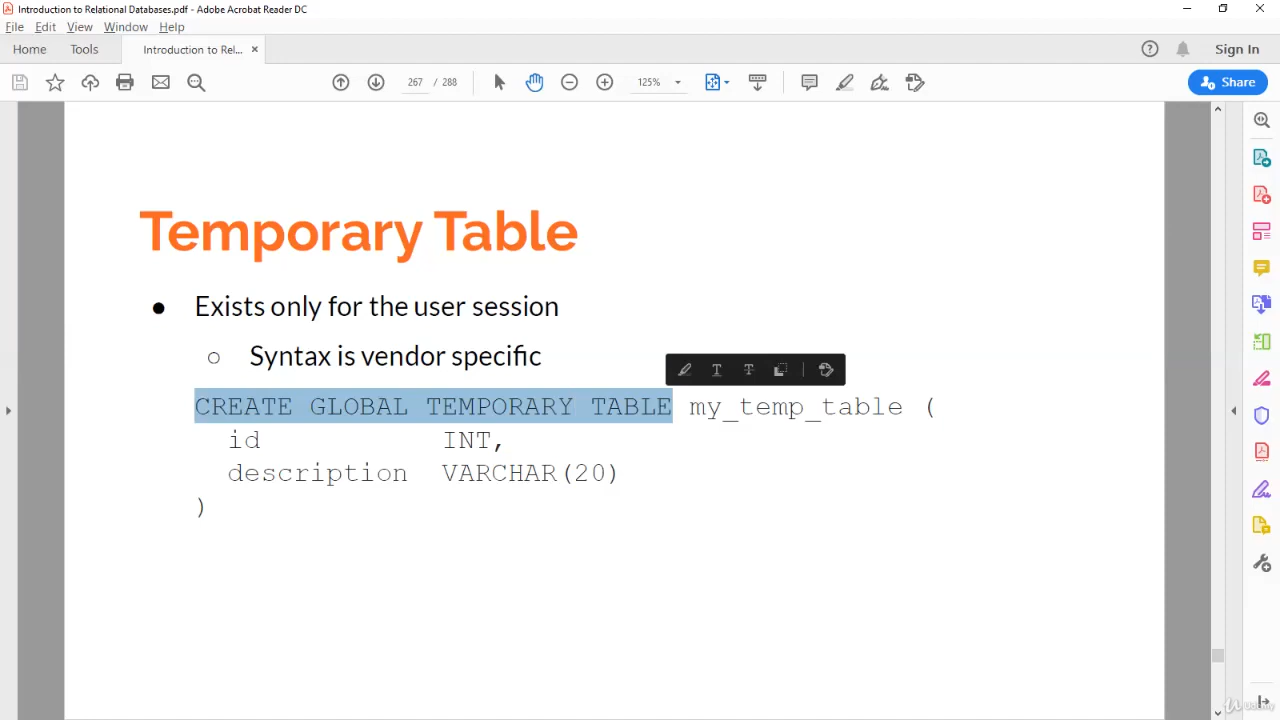 Introduction to Relational Databases.pdf - Adobe Acrobat Reader DC
File Edit View Window Help
Home Tools Introduction to Rel... × Sign In
267 / 288 125% Share
Temporary Table
● Exists only for the user session
○ Syntax is vendor specific
CREATE GLOBAL TEMPORARY TABLE my_temp_table (
id INT,
description VARCHAR(20)
)
Udemy